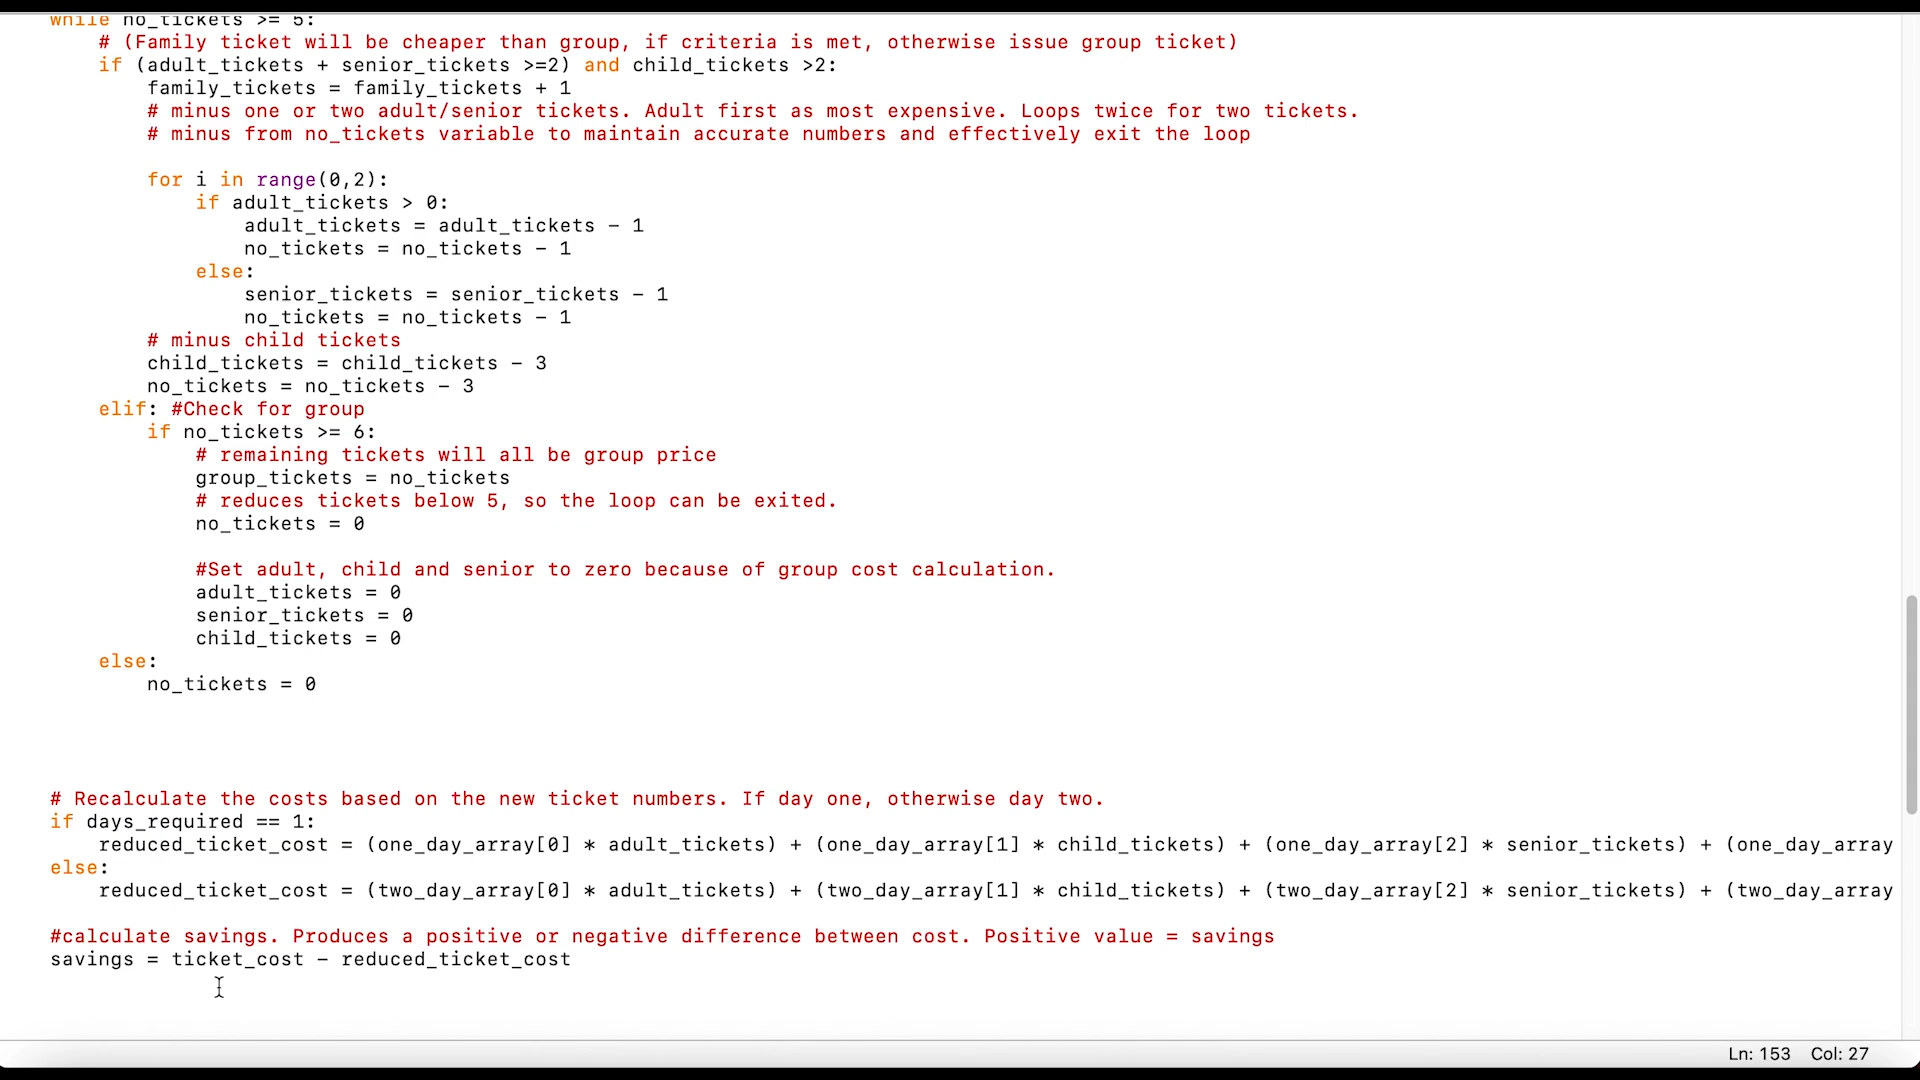 while no_tickets >= 5:
# (Family ticket will be cheaper than group, if criteria is met, otherwise issue group ticket)
if (adult_tickets + senior_tickets >=2) and child_tickets >2:
family_tickets = family_tickets + 1
# minus one or two adult/senior tickets. Adult first as most expensive. Loops twice for two tickets.
# minus from no_tickets variable to maintain accurate numbers and effectively exit the loop
for i in range(0,2):
if adult_tickets > 0:
adult_tickets = adult_tickets - 1
no_tickets = no_tickets - 1
else:
senior_tickets = senior_tickets - 1
no_tickets = no_tickets - 1
# minus child tickets
child_tickets = child_tickets - 3
no_tickets = no_tickets - 3
elif: #Check for group
if no_tickets >= 6:
# remaining tickets will all be group price
group_tickets = no_tickets
# reduces tickets below 5, so the loop can be exited.
no_tickets = 0
#Set adult, child and senior to zero because of group cost calculation.
adult_tickets = 0
senior_tickets = 0
child_tickets = 0
else:
no_tickets = 0
# Recalculate the costs based on the new ticket numbers. If day one, otherwise day two.
if days_required == 1:
reduced_ticket_cost = (one_day_array[0] * adult_tickets) + (one_day_array[1] * child_tickets) + (one_day_array[2] * senior_tickets) + (one_day_array
else:
reduced_ticket_cost = (two_day_array[0] * adult_tickets) + (two_day_array[1] * child_tickets) + (two_day_array[2] * senior_tickets) + (two_day_array
#calculate savings. Produces a positive or negative difference between cost. Positive value = savings
savings = ticket_cost - reduced_ticket_cost
Ln: 153 Col: 27